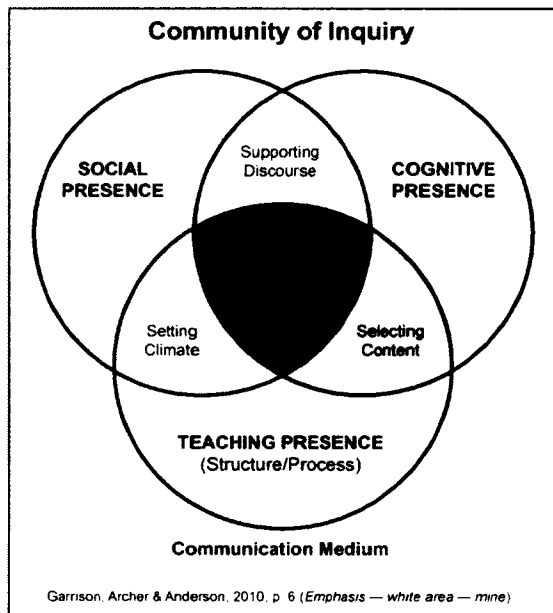 Community of Inquiry
SOCIAL
PRESENCE
Supporting
Discourse
COGNITIVE
PRESENCE
Setting
Climate
Selecting
Content
TEACHING PRESENCE
(Structure/Process)
Communication Medium
Garrison, Archer & Anderson, 2010, p. 6 (Emphasis — white area — mine)